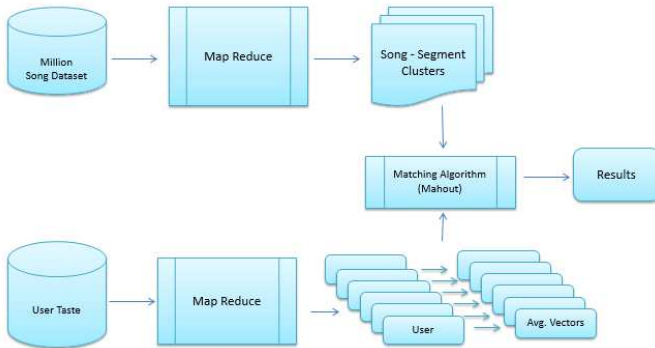 Million
Song Dataset
Map Reduce
Song - Segment
Clusters
Matching Algorithm
(Mahout)
Results
User Taste
Map Reduce
User
Avg. Vectors